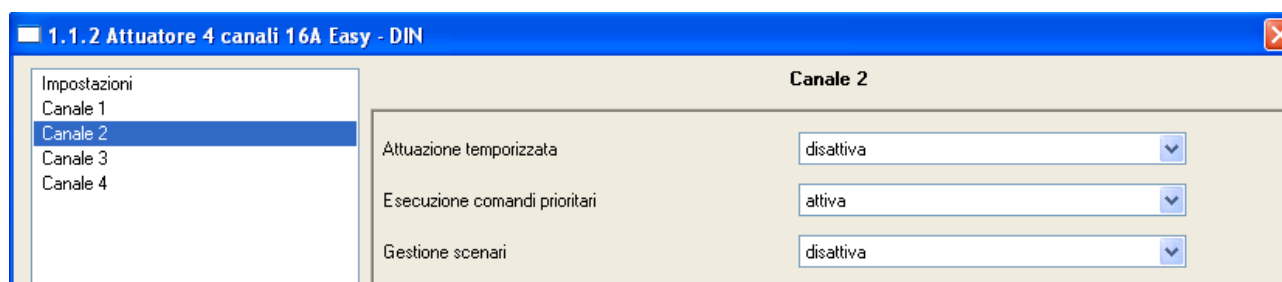 1.1.2 Attuatore 4 canali 16A Easy - DIN
Impostazioni
Canale 1
Canale 2
Canale 3
Canale 4
Canale 2
Attuazione temporizzata disattiva
Esecuzione comandi prioritari attiva
Gestione scenari disattiva